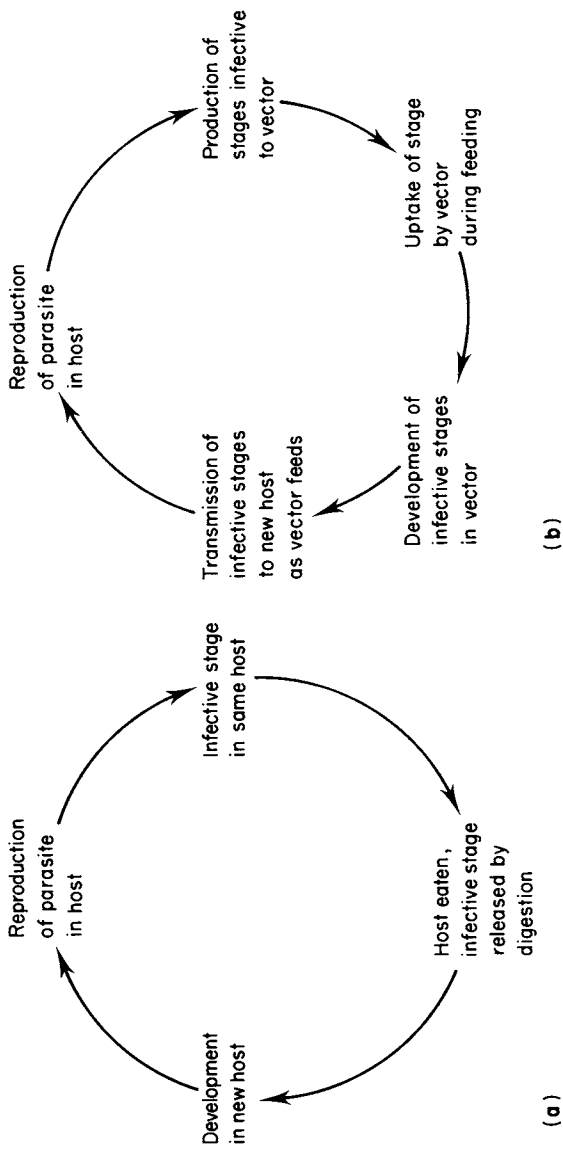 Reproduction
of parasite
in host
Infective stage
in same host
Host eaten,
infective stage
released by
digestion
Development
in new host
(a)
Reproduction
of parasite
in host
Production of
stages infective
to vector
Uptake of stage
by vector
during feeding
Development of
infective stages
in vector
Transmission of
infective stages
to new host
as vector feeds
(b)